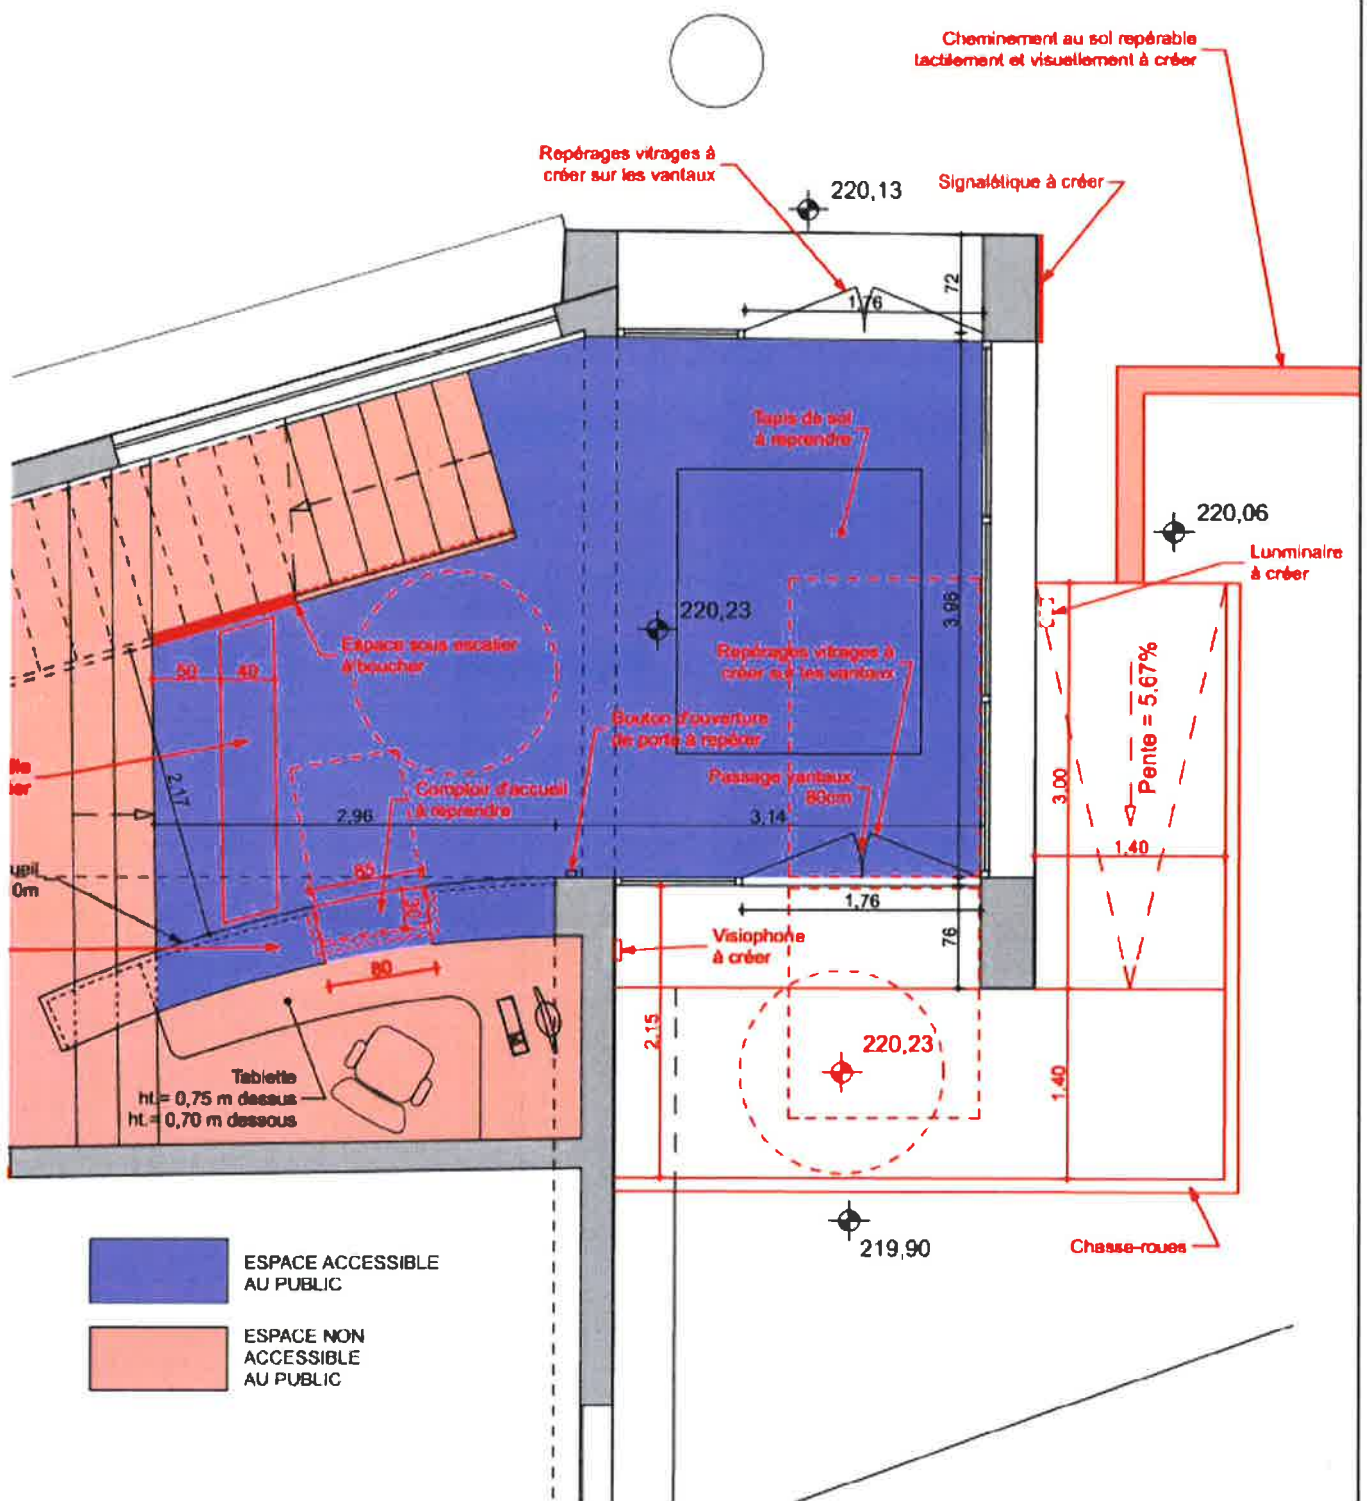 Cheminement au sol repérable
tactilement et visuellement à créer
Repérages vitrages à
créer sur les vantaux
Signalétique à créer
220,13
72
1,76
Tapis de sol
à reprendre
220,06
Lunminaire
à créer
220,23
3,96
Espace sous escalier
à boucher
Repérages vitrages à
créer sur les vantaux
50
40
Pente = 5,67%
Bouton d'ouverture
de porte à repérer
2,17
Comptoir d'accueil
à reprendre
Passage vantaux
80cm
3,00
2,96
3,14
1,40
0m
1,76
76
Visiophone
à créer
80
2,15
220,23
1,40
Tablette
ht.= 0,75 m dessus
ht.= 0,70 m dessous
219,90
Chasse-roues
ESPACE ACCESSIBLE
AU PUBLIC
ESPACE NON
ACCESSIBLE
AU PUBLIC